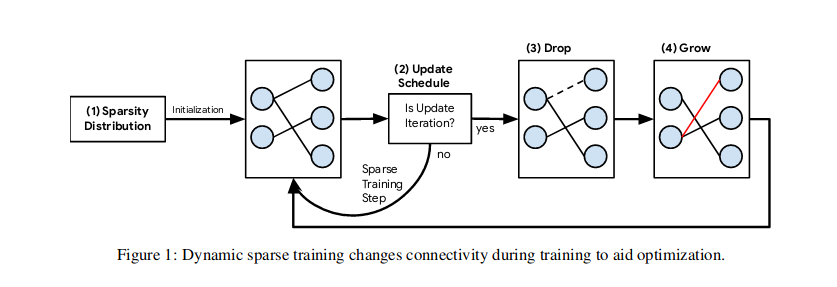 (1) Sparsity
Distribution
Initialization
(2) Update
Schedule
Is Update
Iteration?
yes
no
Sparse
Training
Step
(3) Drop
(4) Grow
Figure 1: Dynamic sparse training changes connectivity during training to aid optimization.